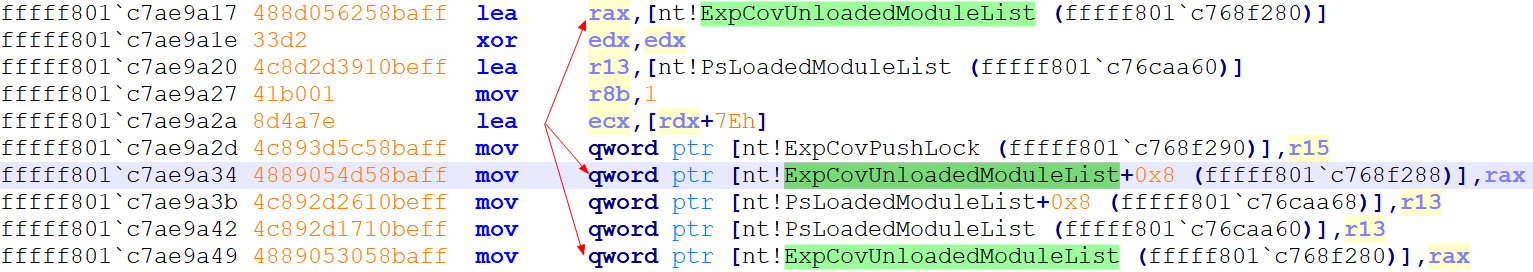 fffff801`c7ae9a17 488d056258baff lea rax,[nt!ExpCovUnloadedModuleList (fffff801`c768f280)]
fffff801`c7ae9a1e 33d2 xor edx,edx
fffff801`c7ae9a20 4c8d2d3910beff lea r13,[nt!PsLoadedModuleList (fffff801`c76caa60)]
fffff801`c7ae9a27 41b001 mov r8b,1
fffff801`c7ae9a2a 8d4a7e lea ecx,[rdx+7Eh]
fffff801`c7ae9a2d 4c893d5c58baff mov qword ptr [nt!ExpCovPushLock (fffff801`c768f290)],r15
fffff801`c7ae9a34 4889054d58baff mov qword ptr [nt!ExpCovUnloadedModuleList+0x8 (fffff801`c768f288)],rax
fffff801`c7ae9a3b 4c892d2610beff mov qword ptr [nt!PsLoadedModuleList+0x8 (fffff801`c76caa68)],r13
fffff801`c7ae9a42 4c892d1710beff mov qword ptr [nt!PsLoadedModuleList (fffff801`c76caa60)],r13
fffff801`c7ae9a49 4889053058baff mov qword ptr [nt!ExpCovUnloadedModuleList (fffff801`c768f280)],rax